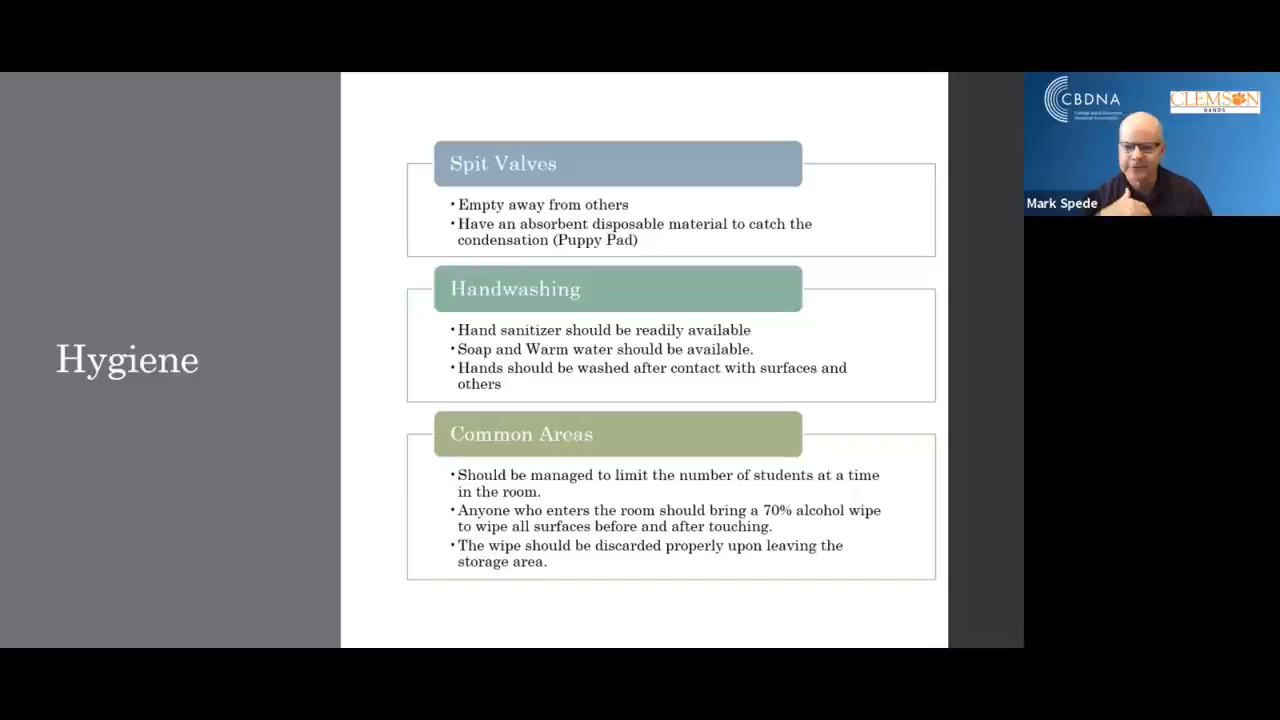 Hygiene
Spit Valves
•Empty away from others
•Have an absorbent disposable material to catch the
condensation (Puppy Pad)
Handwashing
•Hand sanitizer should be readily available
•Soap and Warm water should be available.
•Hands should be washed after contact with surfaces and
others
Common Areas
•Should be managed to limit the number of students at a time
in the room.
•Anyone who enters the room should bring a 70% alcohol wipe
to wipe all surfaces before and after touching.
•The wipe should be discarded properly upon leaving the
storage area.
CBDNA
CLEMSON
BANDS
Mark Spede